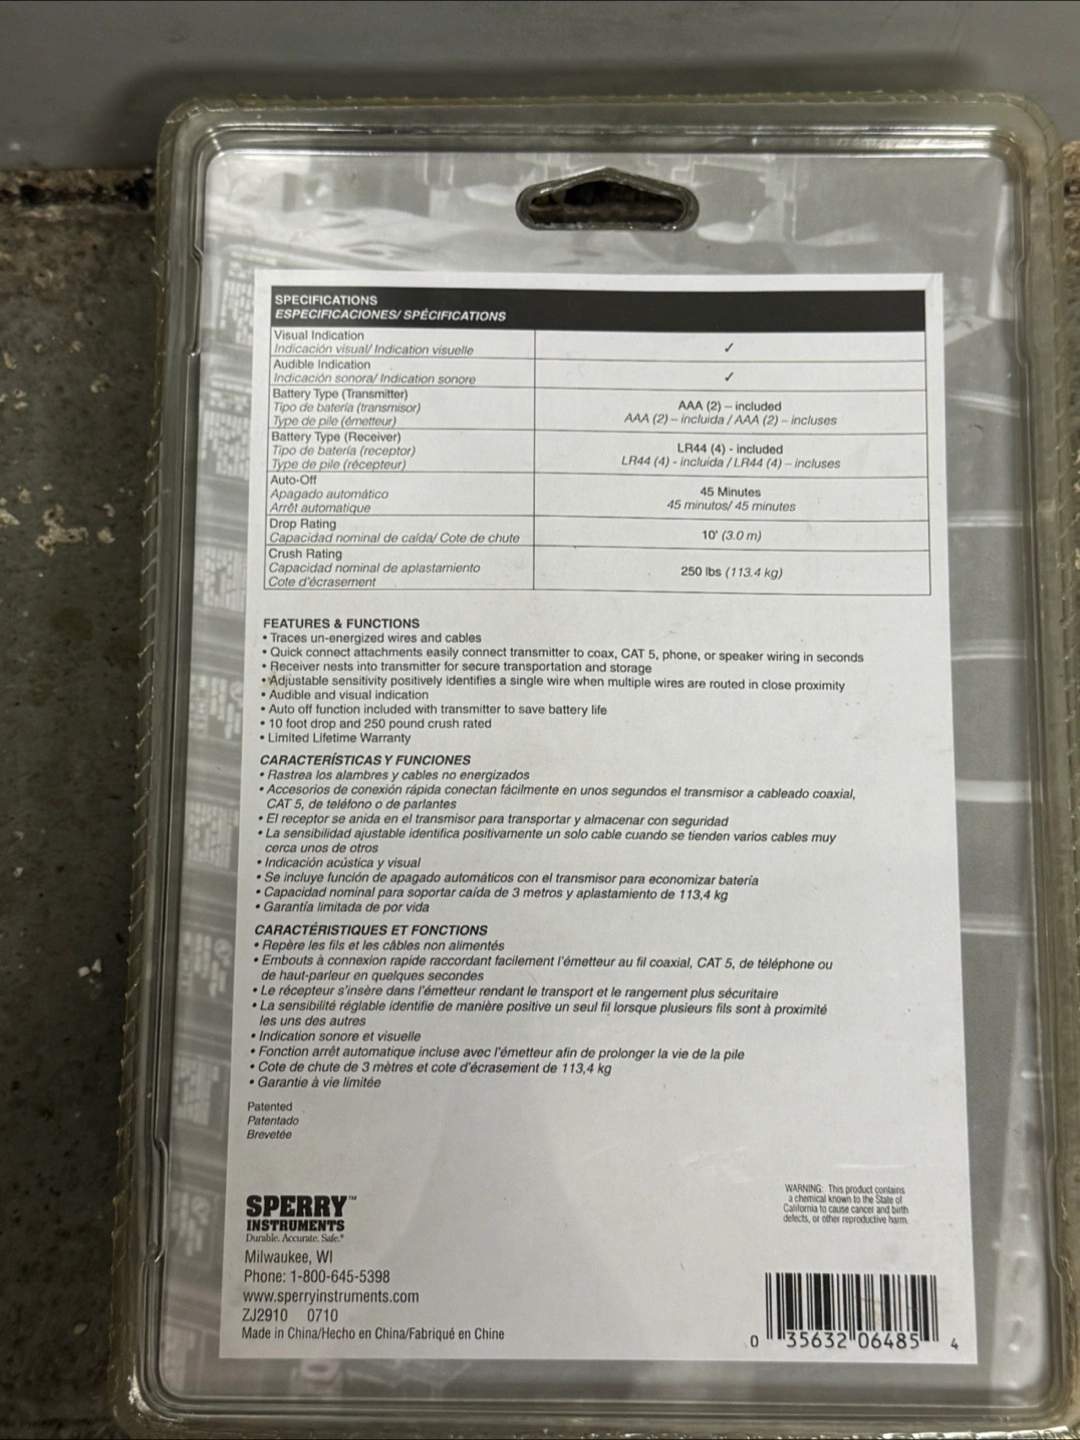 SPECIFICATIONS
ESPECIFICACIONES/ SPÉCIFICATIONS
Visual Indication
Indicación visual/ Indication visuelle
✓
Audible Indication
Indicación sonora/ Indication sonore
✓
Battery Type (Transmitter)
Tipo de batería (transmisor)
Type de pile (émetteur)
AAA (2) – included
AAA (2) – incluida / AAA (2) – incluses
Battery Type (Receiver)
Tipo de batería (receptor)
Type de pile (récepteur)
LR44 (4) - included
LR44 (4) - incluida / LR44 (4) – incluses
Auto-Off
Apagado automático
Arrêt automatique
45 Minutes
45 minutos/ 45 minutes
Drop Rating
Capacidad nominal de caída/ Cote de chute
10' (3.0 m)
Crush Rating
Capacidad nominal de aplastamiento
Cote d'écrasement
250 lbs (113.4 kg)
FEATURES & FUNCTIONS
• Traces un-energized wires and cables
• Quick connect attachments easily connect transmitter to coax, CAT 5, phone, or speaker wiring in seconds
• Receiver nests into transmitter for secure transportation and storage
• Adjustable sensitivity positively identifies a single wire when multiple wires are routed in close proximity
• Audible and visual indication
• Auto off function included with transmitter to save battery life
• 10 foot drop and 250 pound crush rated
• Limited Lifetime Warranty
CARACTERÍSTICAS Y FUNCIONES
• Rastrea los alambres y cables no energizados
• Accesorios de conexión rápida conectan fácilmente en unos segundos el transmisor a cableado coaxial,
CAT 5, de teléfono o de parlantes
• El receptor se anida en el transmisor para transportar y almacenar con seguridad
• La sensibilidad ajustable identifica positivamente un solo cable cuando se tienden varios cables muy
cerca unos de otros
• Indicación acústica y visual
• Se incluye función de apagado automáticos con el transmisor para economizar batería
• Capacidad nominal para soportar caída de 3 metros y aplastamiento de 113,4 kg
• Garantía limitada de por vida
CARACTÉRISTIQUES ET FONCTIONS
• Repère les fils et les câbles non alimentés
• Embouts à connexion rapide raccordant facilement l'émetteur au fil coaxial, CAT 5, de téléphone ou
de haut-parleur en quelques secondes
• Le récepteur s'insère dans l'émetteur rendant le transport et le rangement plus sécuritaire
• La sensibilité réglable identifie de manière positive un seul fil lorsque plusieurs fils sont à proximité
les uns des autres
• Indication sonore et visuelle
• Fonction arrêt automatique incluse avec l'émetteur afin de prolonger la vie de la pile
• Cote de chute de 3 mètres et cote d'écrasement de 113,4 kg
• Garantie à vie limitée
Patented
Patentado
Brevetée
SPERRY™
INSTRUMENTS
Durable. Accurate. Safe.®
Milwaukee, WI
Phone: 1-800-645-5398
www.sperryinstruments.com
ZJ2910 0710
Made in China/Hecho en China/Fabriqué en Chine
WARNING: This product contains
a chemical known to the State of
California to cause cancer and birth
defects, or other reproductive harm.
0 35632 06485 4